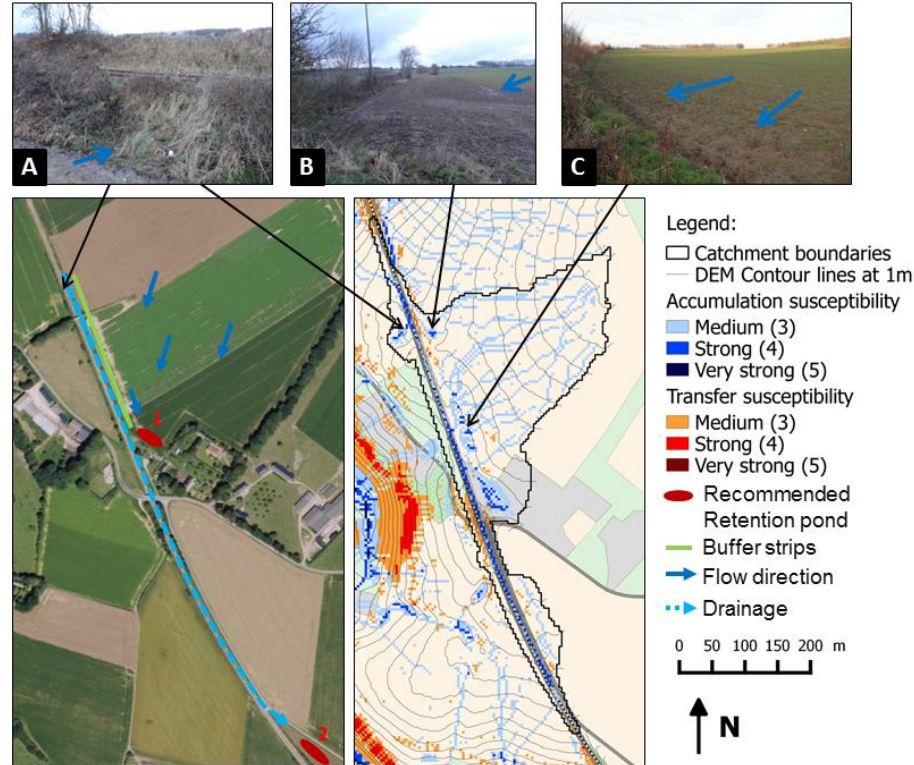 A
B
C
1
2
Legend:
Catchment boundaries
DEM Contour lines at 1m
Accumulation susceptibility
Medium (3)
Strong (4)
Very strong (5)
Transfer susceptibility
Medium (3)
Strong (4)
Very strong (5)
Recommended
Retention pond
Buffer strips
Flow direction
Drainage
0 50 100 150 200 m
N